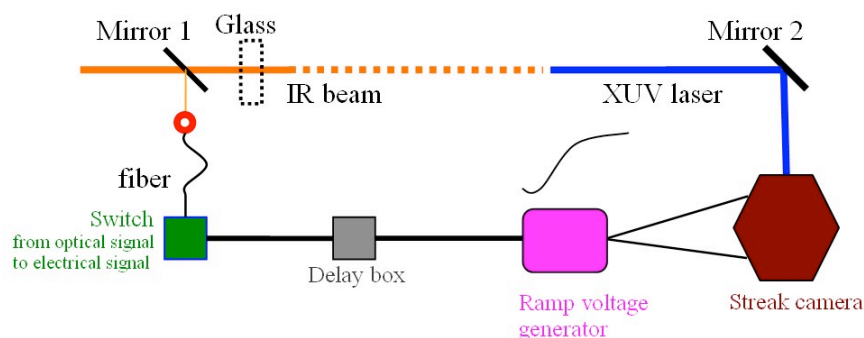 Glass
Mirror 1
Mirror 2
IR beam
XUV laser
fiber
Switch
from optical signal
to electrical signal
Delay box
Ramp voltage
generator
Streak camera